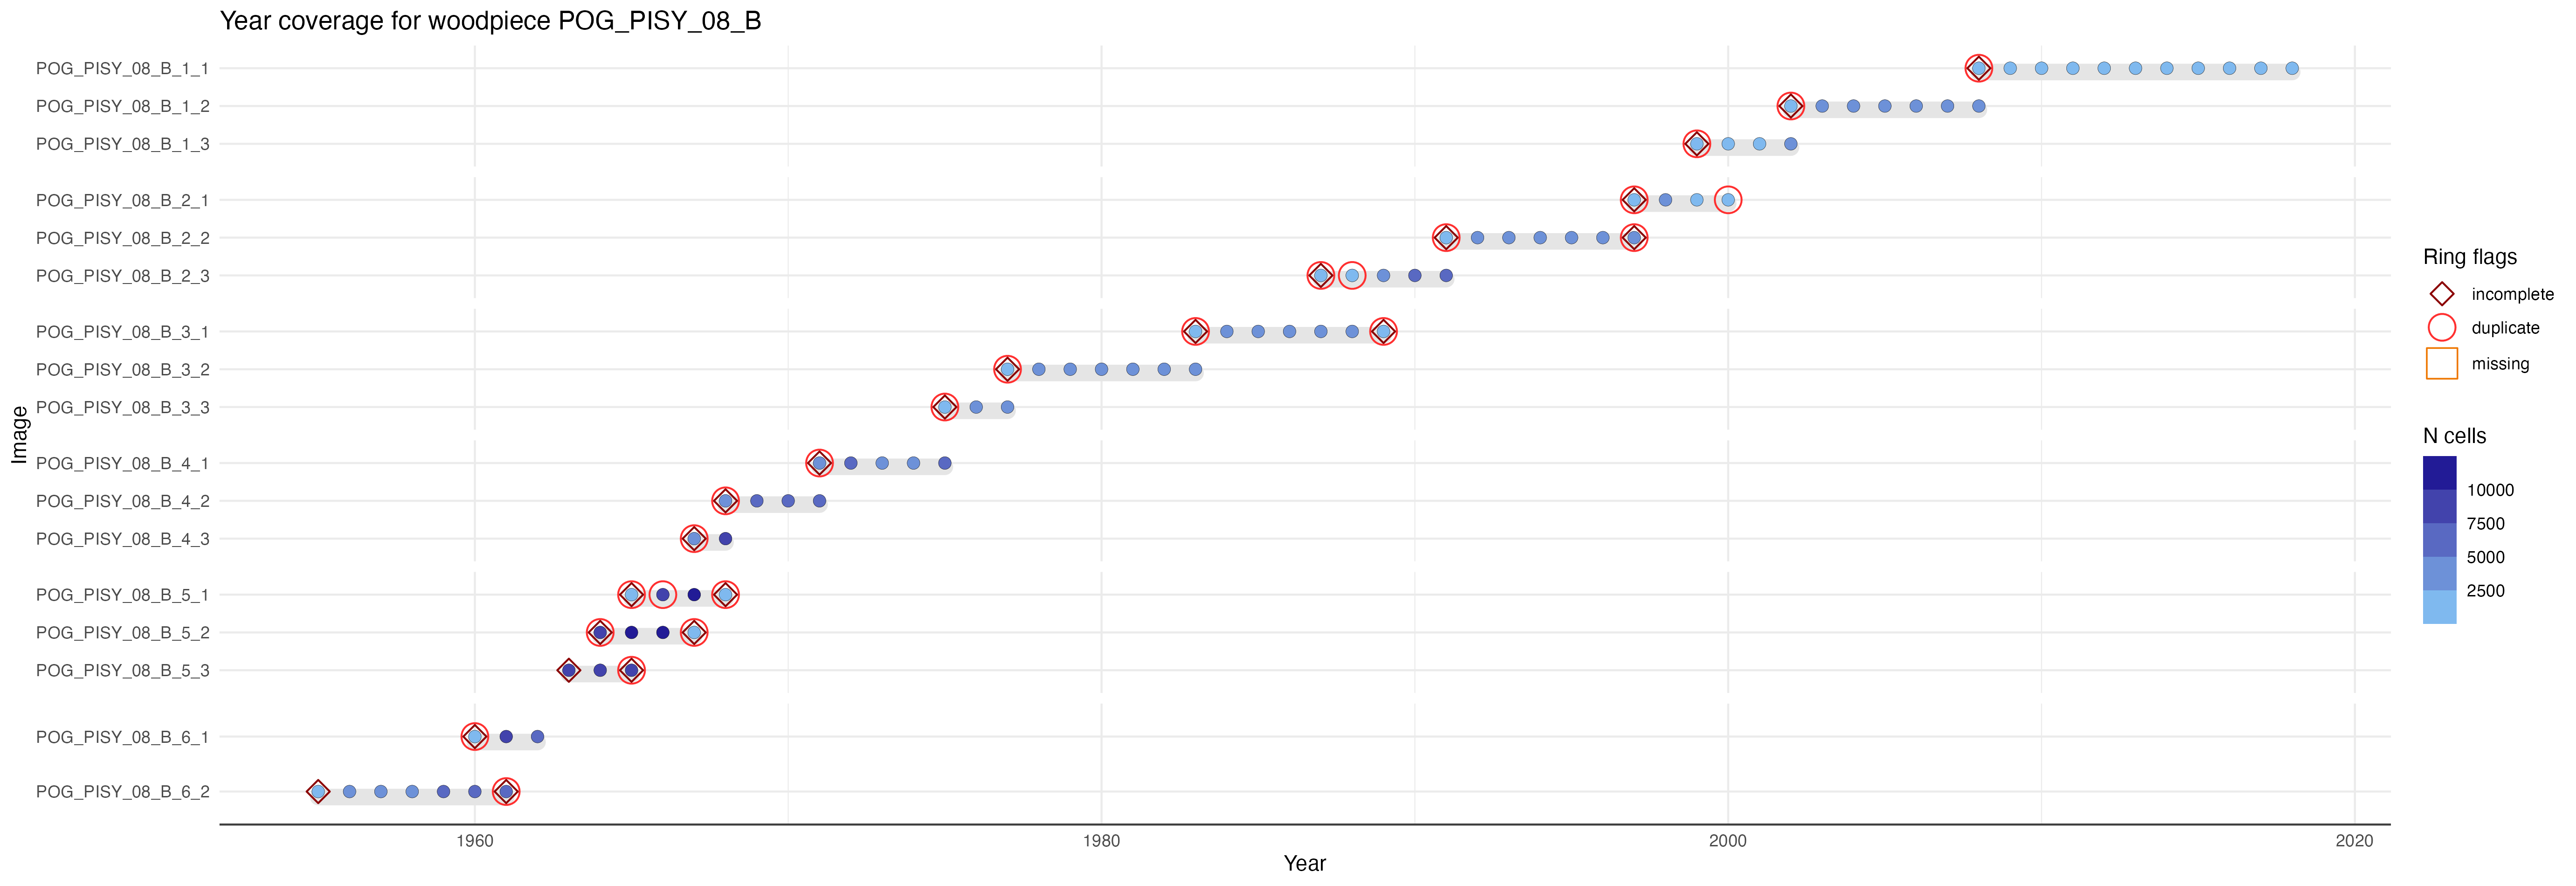 Year coverage for woodpiece POG_PISY_08_B
POG_PISY_08_B_1_1
POG_PISY_08_B_1_2
POG_PISY_08_B_1_3
POG_PISY_08_B_2_1
POG_PISY_08_B_2_2
POG_PISY_08_B_2_3
POG_PISY_08_B_3_1
POG_PISY_08_B_3_2
POG_PISY_08_B_3_3
POG_PISY_08_B_4_1
POG_PISY_08_B_4_2
POG_PISY_08_B_4_3
POG_PISY_08_B_5_1
POG_PISY_08_B_5_2
POG_PISY_08_B_5_3
POG_PISY_08_B_6_1
POG_PISY_08_B_6_2
Image
1960
1980
2000
2020
Year
Ring flags
incomplete
duplicate
missing
N cells
10000
7500
5000
2500